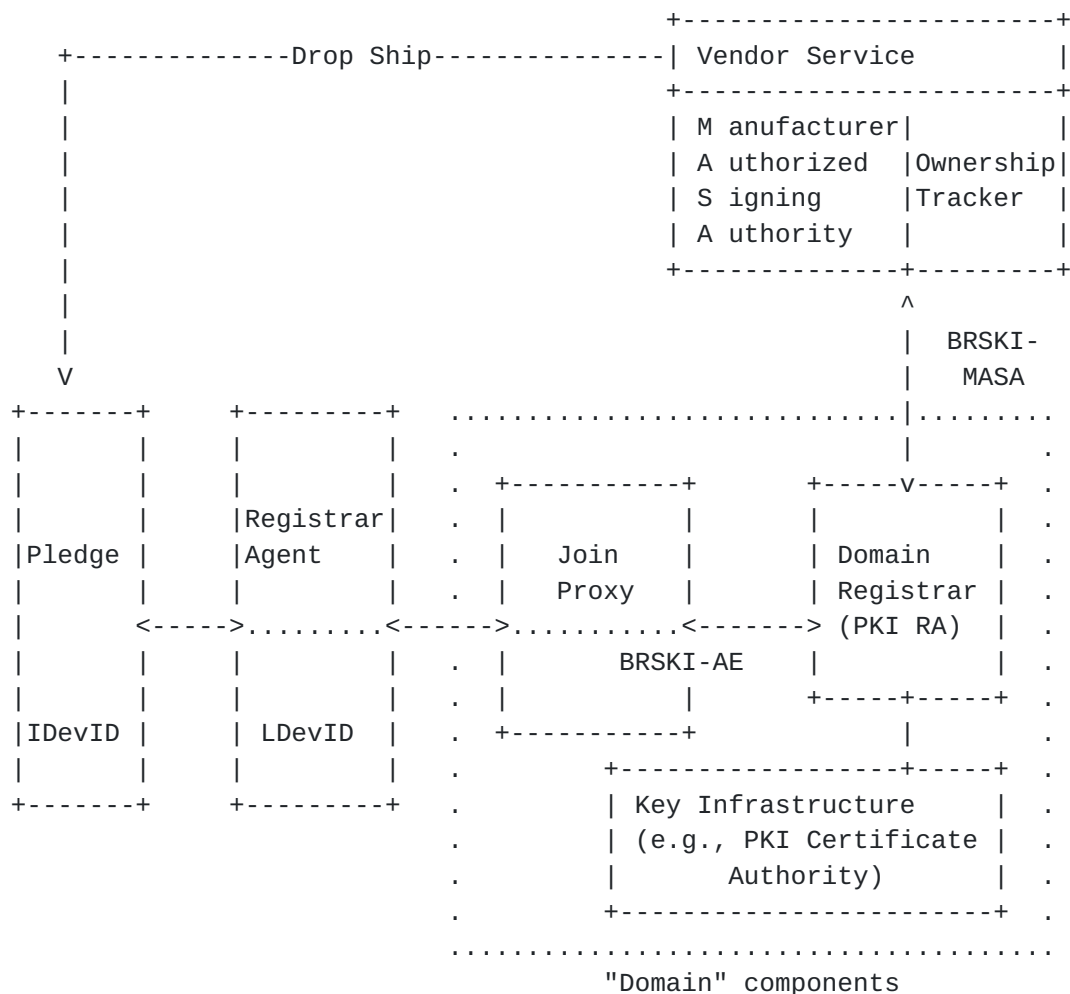 +------------------------+
    +--------------Drop Ship---------------| Vendor Service         |
    |                                      +------------------------+
    |                                      | M anufacturer|         |
    |                                      | A uthorized  |Ownership|
    |                                      | S igning     |Tracker  |
    |                                      | A uthority   |         |
    |                                      +--------------+---------+
    |                                                     ^
    |                                                     |  BRSKI-
    V                                                     |   MASA
 +-------+     +---------+   .............................|.........
 |       |     |         |   .                            |        .
 |       |     |         |   .  +-----------+       +-----v-----+  .
 |       |     |Registrar|   .  |           |       |           |  .
 |Pledge |     |Agent    |   .  |   Join    |       | Domain    |  .
 |       |     |         |   .  |   Proxy   |       | Registrar |  .
 |       <----->.........<------>...........<-------> (PKI RA)  |  .
 |       |     |         |   .  |       BRSKI-AE    |           |  .
 |       |     |         |   .  |           |       +-----+-----+  .
 |IDevID |     | LDevID  |   .  +-----------+             |        .
 |       |     |         |   .         +------------------+-----+  .
 +-------+     +---------+   .         | Key Infrastructure     |  .
                             .         | (e.g., PKI Certificate |  .
                             .         |       Authority)       |  .
                             .         +------------------------+  .
                             .......................................
                                       "Domain" components